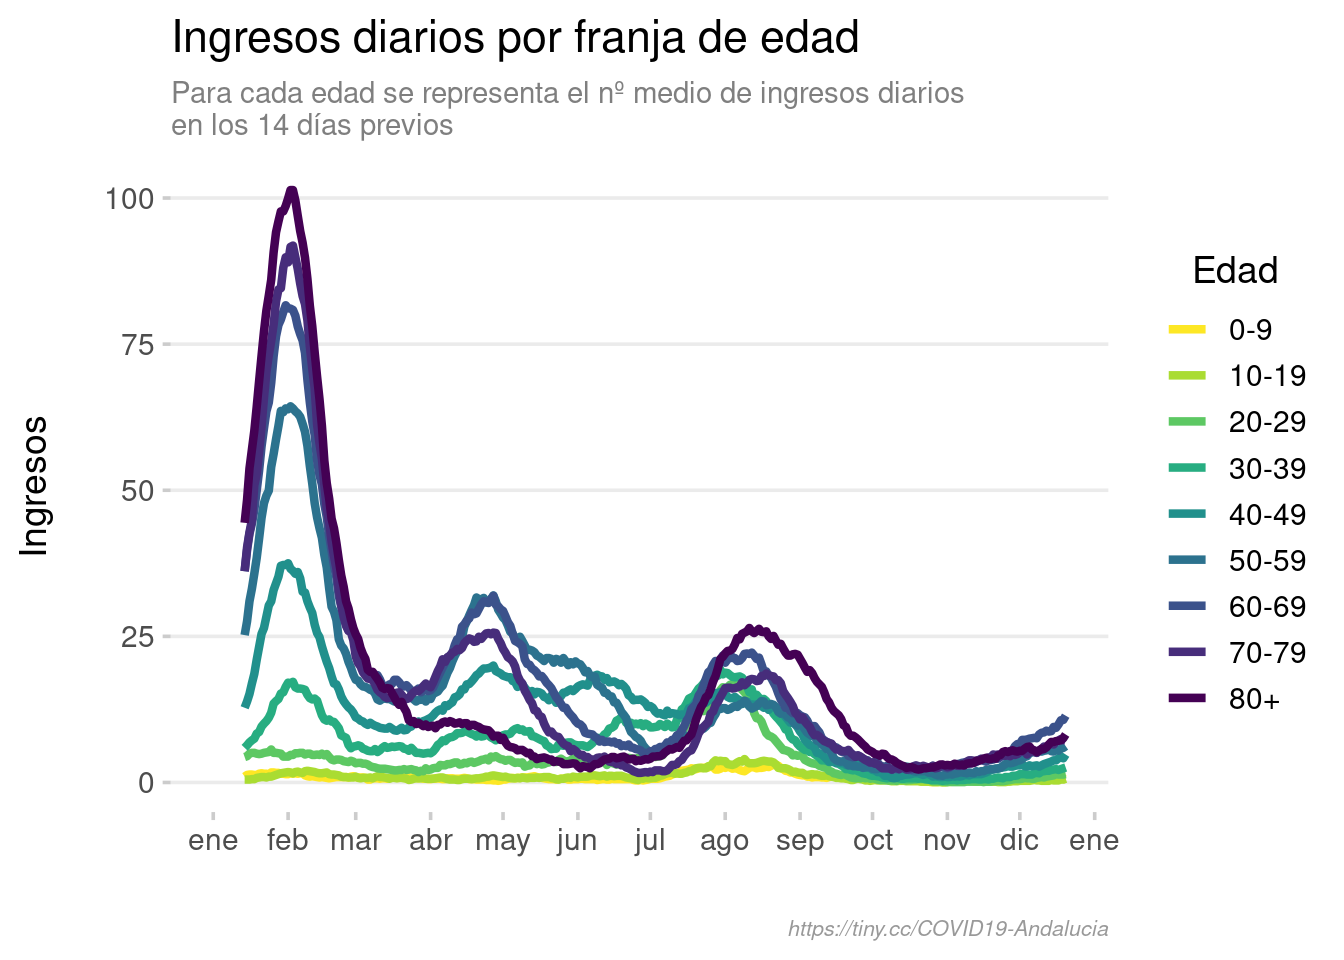 Ingresos diarios por franja de edad
Para cada edad se representa el nº medio de ingresos diarios
en los 14 días previos
Ingresos
100
75
50
25
0
ene feb mar abr may jun jul ago sep oct nov dic ene
Edad
0-9
10-19
20-29
30-39
40-49
50-59
60-69
70-79
80+
https://tiny.cc/COVID19-Andalucia